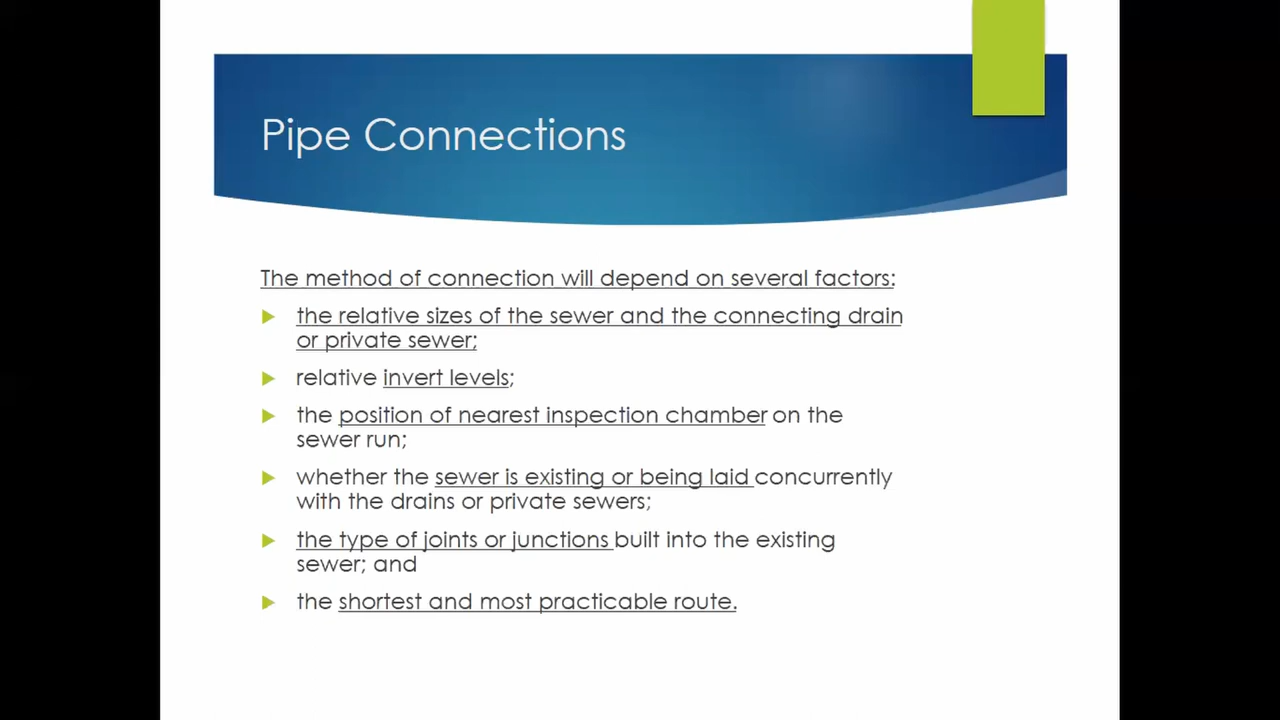 Pipe Connections
The method of connection will depend on several factors:
the relative sizes of the sewer and the connecting drain
or private sewer;
relative invert levels;
the position of nearest inspection chamber on the
sewer run;
whether the sewer is existing or being laid concurrently
with the drains or private sewers;
the type of joints or junctions built into the existing
sewer; and
the shortest and most practicable route.